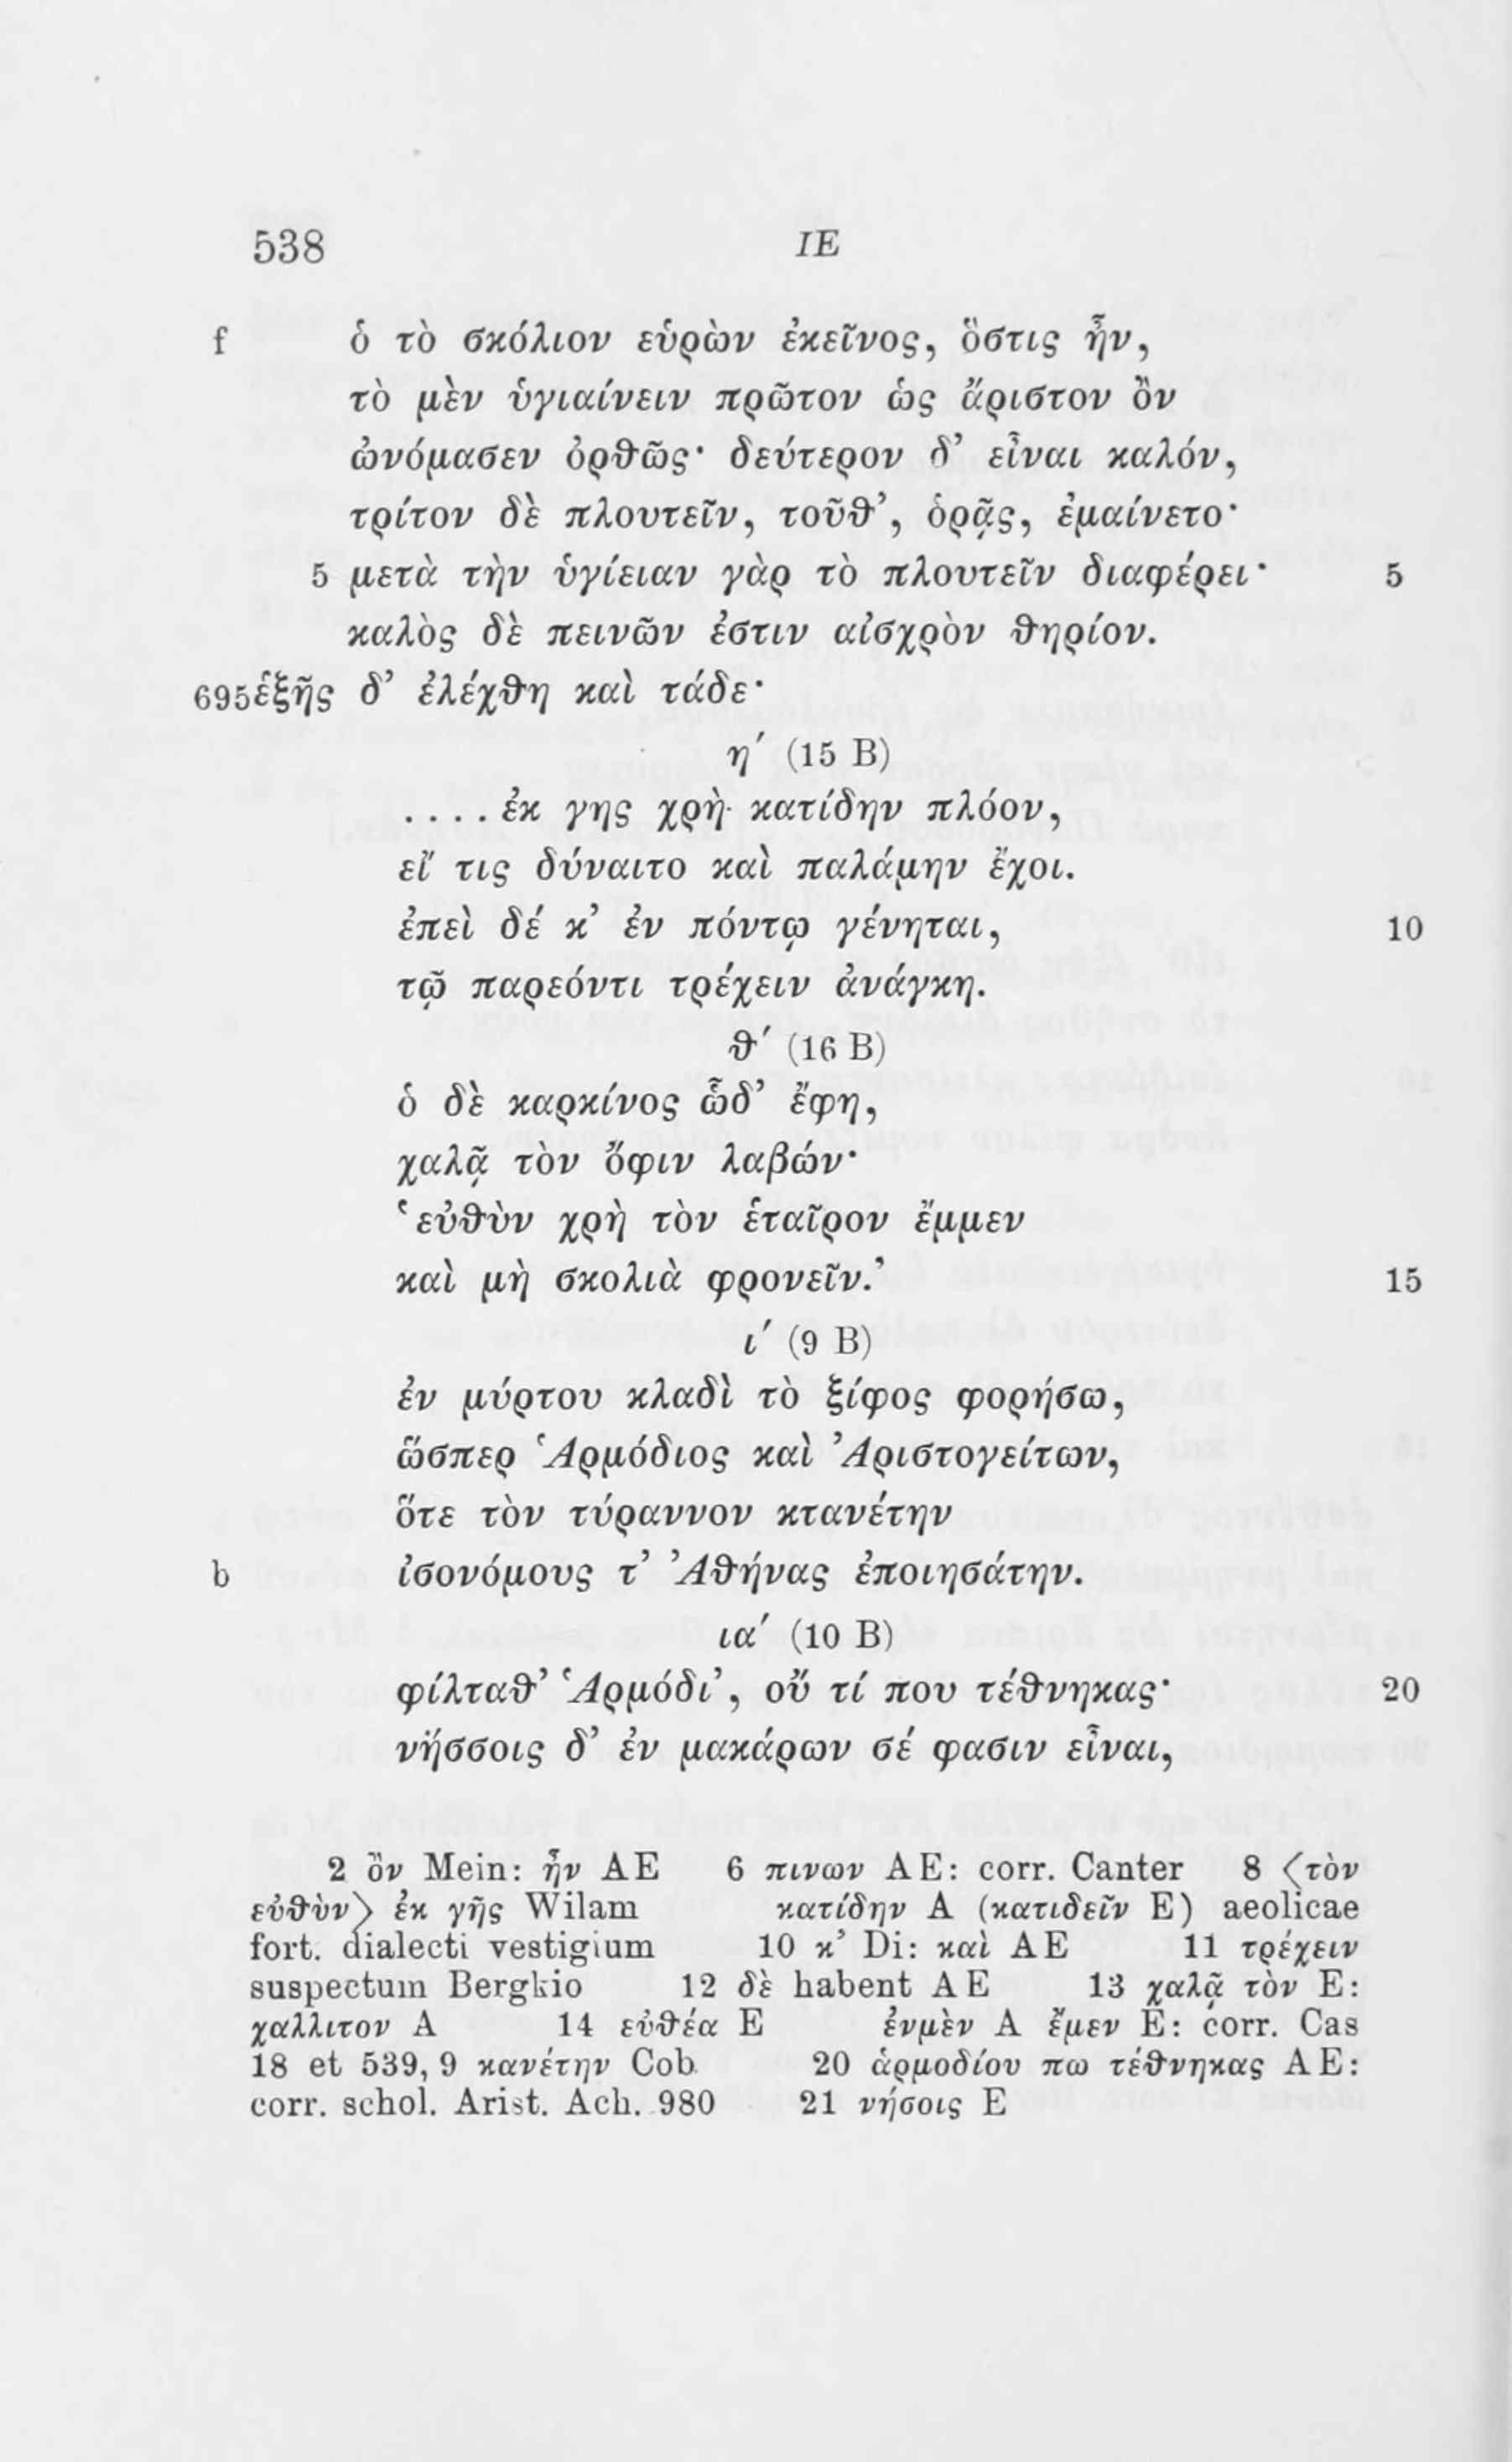 538 ΙΕ
f ὁ τὸ σκόλιον εὑρὼν ἐκεῖνος, ὅστις ἦν,
τὸ μὲν ὑγιαίνειν πρῶτον ὡς ἄριστον ὂν
ὠνόμασεν ὀρθῶς· δεύτερον δ’ εἶναι καλόν,
τρίτον δὲ πλουτεῖν, τοῦθ’, ὁρᾷς, ἐμαίνετο·
5 μετὰ τὴν ὑγίειαν γὰρ τὸ πλουτεῖν διαφέρει· 5
καλὸς δὲ πεινῶν ἐστιν αἰσχρὸν θηρίον.
695 ἑξῆς δ’ ἐλέχθη καὶ τάδε·
η′ (15 B)
. . . . ἐκ γης χρὴ κατίδην πλόον,
εἴ τις δύναιτο καὶ παλάμην ἔχοι.
ἐπεὶ δέ κ’ ἐν πόντῳ γένηται, 10
τῷ παρεόντι τρέχειν ἀνάγκη.
θ′ (16 B)
ὁ δὲ καρκίνος ὧδ’ ἔφη,
χαλᾷ τὸν ὄφιν λαβών·
‘εὐθὺν χρὴ τὸν ἑταῖρον ἔμμεν
καὶ μὴ σκολιὰ φρονεῖν.’ 15
ι′ (9 B)
ἐν μύρτου κλαδὶ τὸ ξίφος φορήσω,
ὥσπερ Ἁρμόδιος καὶ Ἀριστογείτων,
ὅτε τὸν τύραννον κτανέτην
b ἰσονόμους τ’ Ἀθήνας ἐποιησάτην.
ια′ (10 B)
φίλταθ’ Ἁρμόδι’, οὔ τί που τέθνηκας· 20
νήσσοις δ’ ἐν μακάρων σέ φασιν εἶναι,
2 ὂν Mein: ἦν AE 6 πινων AE: corr. Canter 8 〈τὸν
εὐθὺν〉 ἐκ γῆς Wilam κατίδην A (κατιδεῖν E) aeolicae
fort. dialecti vestigium 10 κ’ Di: καὶ AE 11 τρέχειν
suspectum Bergkio 12 δὲ habent AE 13 χαλᾷ τὸν E:
χαλλιτον A 14 εὐθέα E ἐνμὲν A ἔμεν E: corr. Cas
18 et 539, 9 κανέτην Cob 20 ἁρμοδίου πω τέθνηκας AE:
corr. schol. Arist. Ach. 980 21 νήσοις E